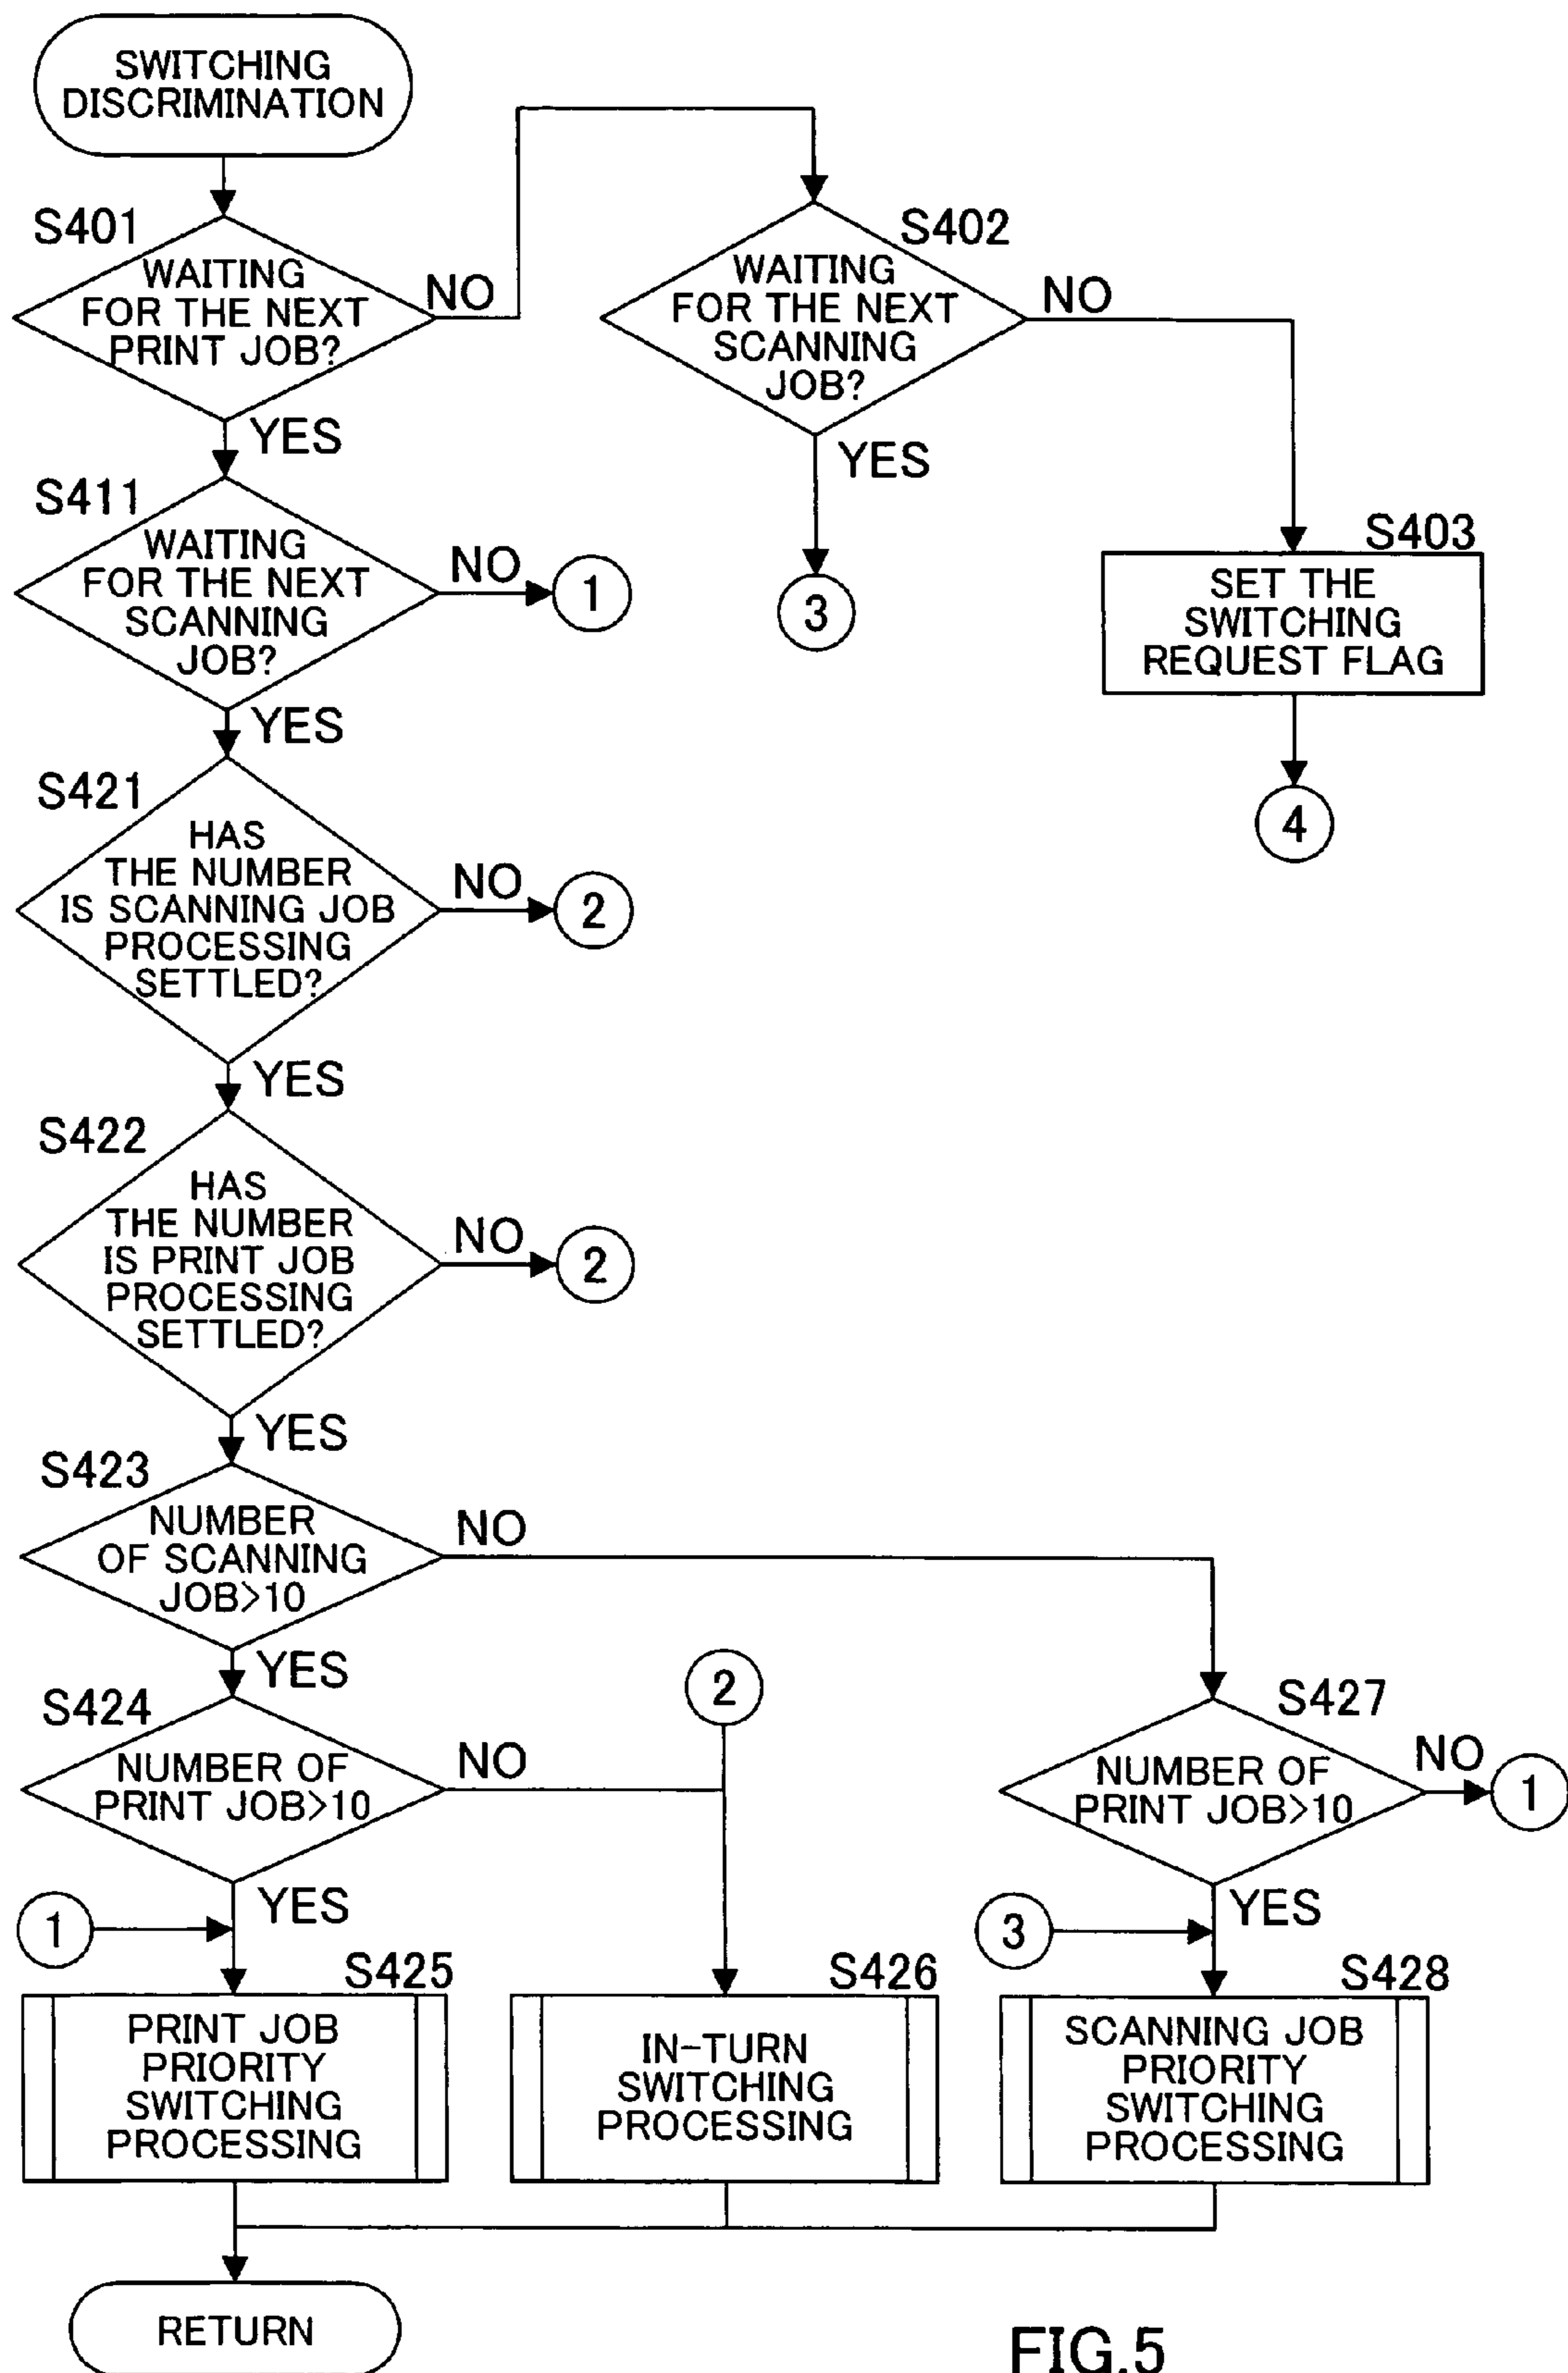 SWITCHING
DISCRIMINATION
S401
WAITING
FOR THE NEXT
PRINT JOB?
NO
YES
S402
WAITING
FOR THE NEXT
SCANNING
JOB?
NO
YES
3
S403
SET THE
SWITCHING
REQUEST FLAG
4
S411
WAITING
FOR THE NEXT
SCANNING
JOB?
NO
1
YES
S421
HAS
THE NUMBER
IS SCANNING JOB
PROCESSING
SETTLED?
NO
2
YES
S422
HAS
THE NUMBER
IS PRINT JOB
PROCESSING
SETTLED?
NO
2
YES
S423
NUMBER
OF SCANNING
JOB>10
NO
YES
S424
NUMBER OF
PRINT JOB>10
NO
2
YES
S427
NUMBER OF
PRINT JOB>10
NO
1
YES
1
3
S425
PRINT JOB
PRIORITY
SWITCHING
PROCESSING
S426
IN-TURN
SWITCHING
PROCESSING
S428
SCANNING JOB
PRIORITY
SWITCHING
PROCESSING
RETURN
FIG.5